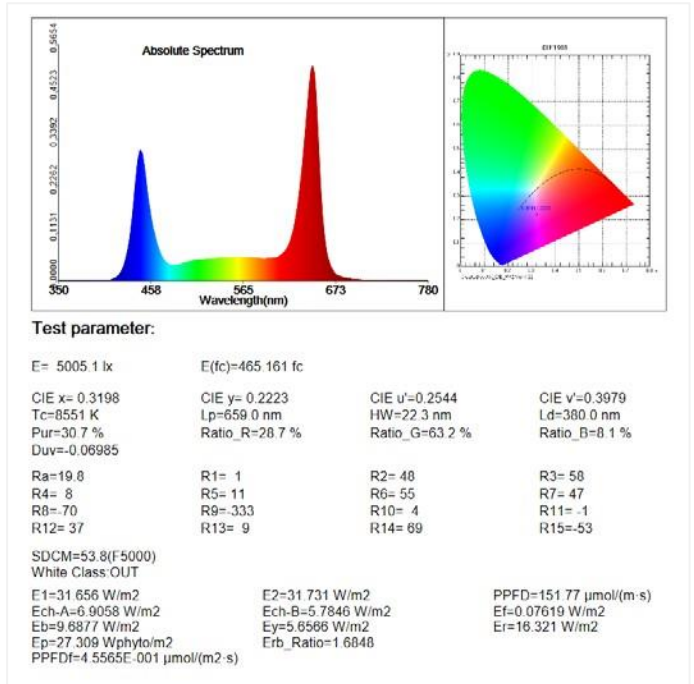 Absolute Spectrum
0.5654
0.4523
0.3392
0.2262
0.1131
0.0000
350 458 565 673 780
Wavelength(nm)
Test parameter:
E= 5005.1 lx E(fc)=465.161 fc
CIE x= 0.3198 CIE y= 0.2223 CIE u'=0.2544 CIE v'=0.3979
Tc=8551 K Lp=659.0 nm HW=22.3 nm Ld=380.0 nm
Pur=30.7 % Ratio_R=28.7 % Ratio_G=63.2 % Ratio_B=8.1 %
Duv=-0.06985
Ra=19.8 R1= 1 R2= 48 R3= 58
R4= 8 R5= 11 R6= 55 R7= 47
R8=-70 R9=-333 R10= 4 R11= -1
R12= 37 R13= 9 R14= 69 R15=-53
SDCM=53.8(F5000)
White Class:OUT
E1=31.656 W/m2 E2=31.731 W/m2 PPFD=151.77 μmol/(m·s)
Ech-A=6.9058 W/m2 Ech-B=5.7846 W/m2 Ef=0.07619 W/m2
Eb=9.6877 W/m2 Ey=5.6566 W/m2 Er=16.321 W/m2
Ep=27.309 Wphyto/m2 Erb_Ratio=1.6848
PPFDf=4.5565E-001 μmol/(m2·s)